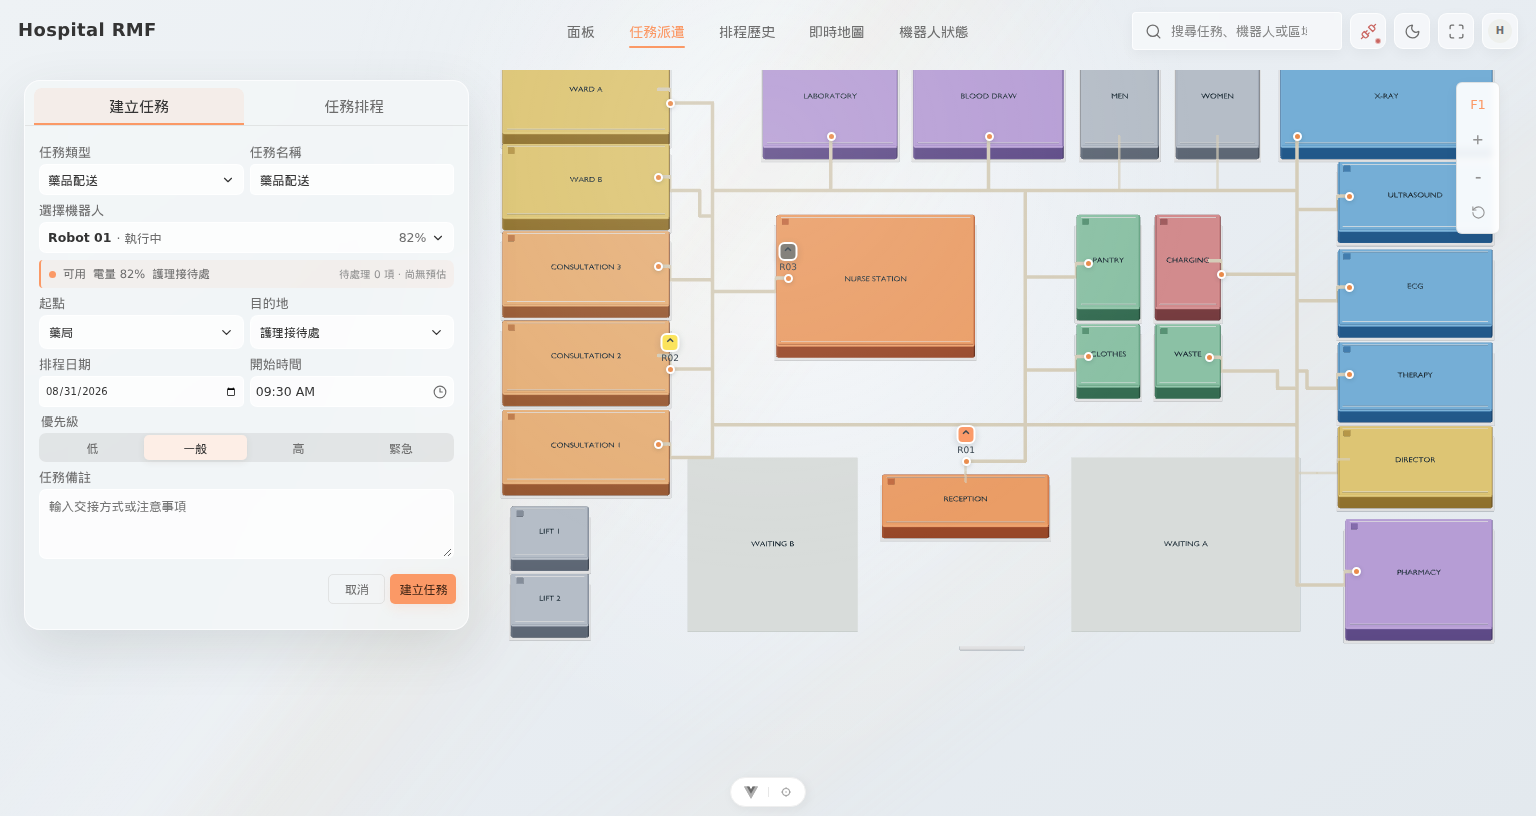 Hospital RMF
面板
任務派遣
排程歷史
即時地圖
機器人狀態
搜尋任務、機器人或區域
H
建立任務
任務排程
任務類型
任務名稱
藥品配送
藥品配送
選擇機器人
Robot 01 · 執行中
82%
可用 電量 82% 護理接待處
待處理 0 項 · 尚無預估
起點
目的地
藥局
護理接待處
排程日期
開始時間
08/31/2026
09:30 AM
優先級
低
一般
高
緊急
任務備註
輸入交接方式或注意事項
取消
建立任務
WARD A
LABORATORY
BLOOD DRAW
MEN
WOMEN
X-RAY
F1
+
-
WARD B
ULTRASOUND
CONSULTATION 3
R03
NURSE STATION
PANTRY
CHARGING
ECG
CONSULTATION 2
R02
CLOTHES
WASTE
THERAPY
CONSULTATION 1
R01
DIRECTOR
RECEPTION
LIFT 1
WAITING B
WAITING A
PHARMACY
LIFT 2